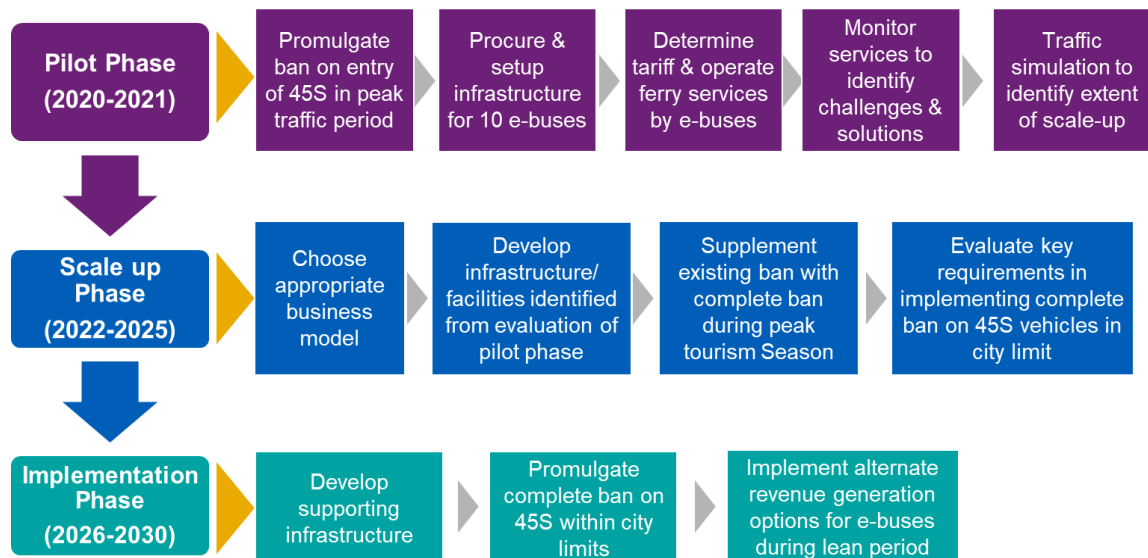 Pilot Phase
(2020-2021)
Promulgate
ban on entry
of 45S in peak
traffic period
Procure &
setup
infrastructure
for 10 e-buses
Determine
tariff & operate
ferry services
by e-buses
Monitor
services to
identify
challenges &
solutions
Traffic
simulation to
identify extent
of scale-up
Scale up
Phase
(2022-2025)
Choose
appropriate
business
model
Develop
infrastructure/
facilities identified
from evaluation of
pilot phase
Supplement
existing ban with
complete ban
during peak
tourism Season
Evaluate key
requirements in
implementing complete
ban on 45S vehicles in
city limit
Implementation
Phase
(2026-2030)
Develop
supporting
infrastructure
Promulgate
complete ban on
45S within city
limits
Implement alternate
revenue generation
options for e-buses
during lean period